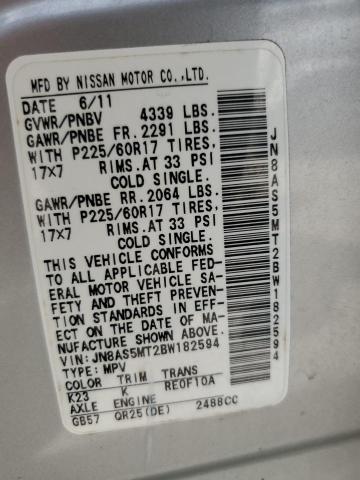 MFD BY NISSAN MOTOR CO.,LTD.
DATE 6/11
GVWR/PNBV 4339 LBS.
GAWR/PNBE FR. 2291 LBS.
WITH P225/60R17 TIRES,
17x7 RIMS.AT 33 PSI
COLD SINGLE.
GAWR/PNBE RR. 2064 LBS.
WITH P225/60R17 TIRES,
17x7 RIMS.AT 33 PSI
COLD SINGLE.
THIS VEHICLE CONFORMS
TO ALL APPLICABLE FED-
ERAL MOTOR VEHICLE SA-
FETY AND THEFT PREVENT-
ION STANDARDS IN EFF-
ECT ON THE DATE OF MA-
NUFACTURE SHOWN ABOVE.
VIN:JN8AS5MT2BW182594
TYPE: MPV
COLOR TRIM TRANS
K23 K RE0F10A
AXLE ENGINE
GB57 QR25(DE) 2488CC
JN8AS5MT2BW182594